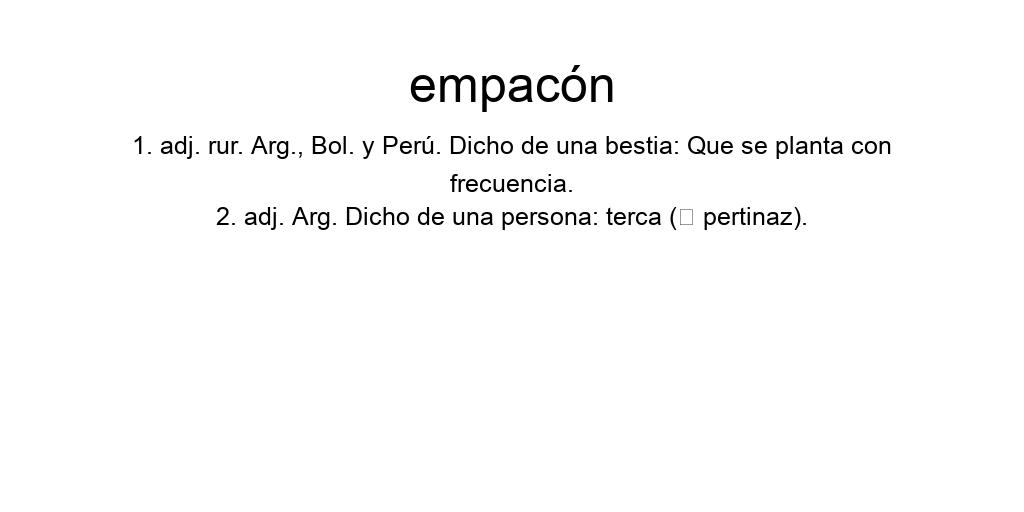 empacón
1. adj. rur. Arg., Bol. y Perú. Dicho de una bestia: Que se planta con
frecuencia.
2. adj. Arg. Dicho de una persona: terca (□ pertinaz).